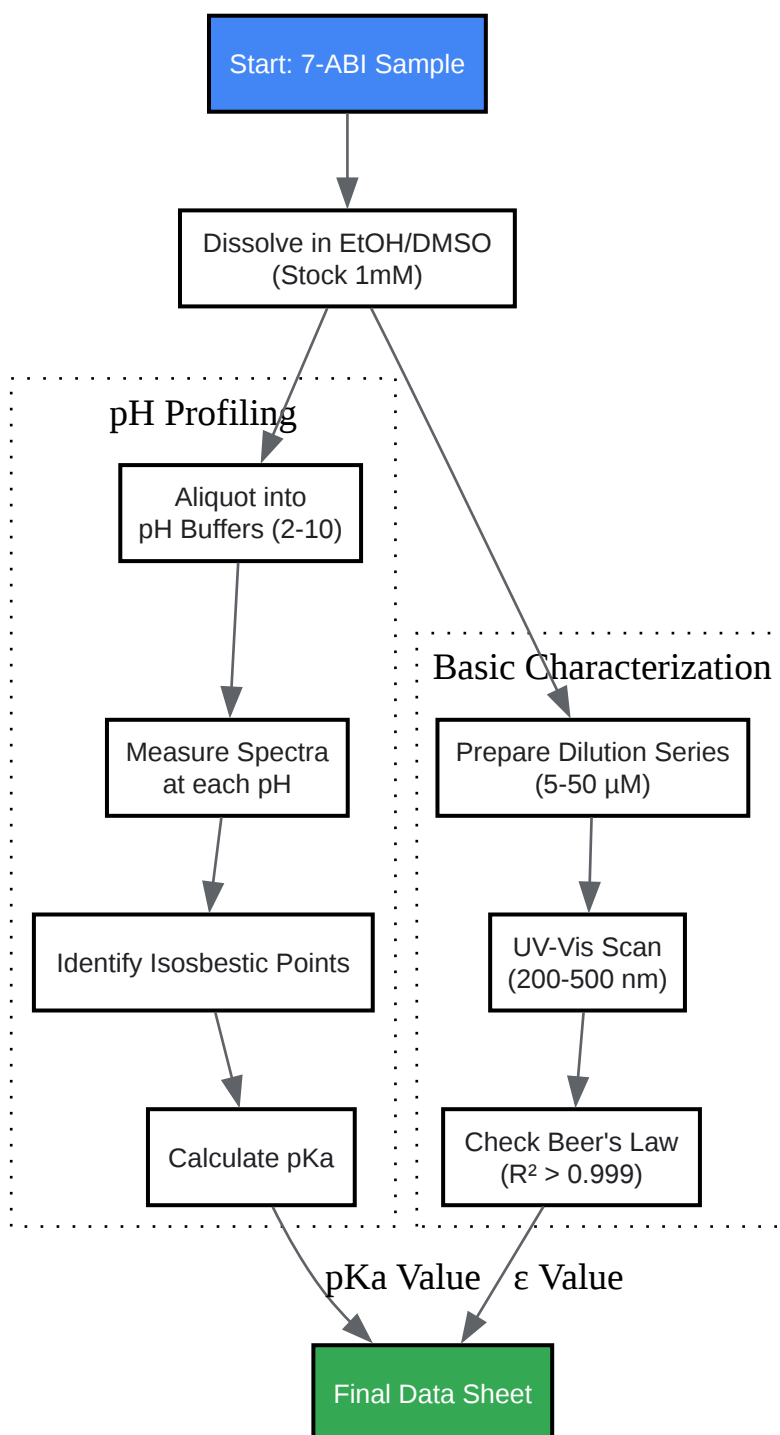 Start: 7-ABI Sample
Dissolve in EtOH/DMSO
(Stock 1mM)
pH Profiling
Aliquot into
pH Buffers (2-10)
Measure Spectra
at each pH
Identify Isosbestic Points
Calculate pKa
Basic Characterization
Prepare Dilution Series
(5-50 µM)
UV-Vis Scan
(200-500 nm)
Check Beer's Law
(R² > 0.999)
pKa Value
ε Value
Final Data Sheet